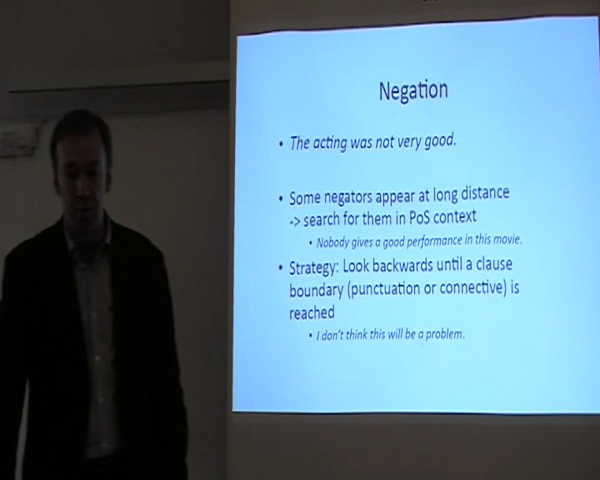 Negation
• The acting was not very good.
• Some negators appear at long distance
-> search for them in PoS context
• Nobody gives a good performance in this movie.
• Strategy: Look backwards until a clause
boundary (punctuation or connective) is
reached
• I don't think this will be a problem.